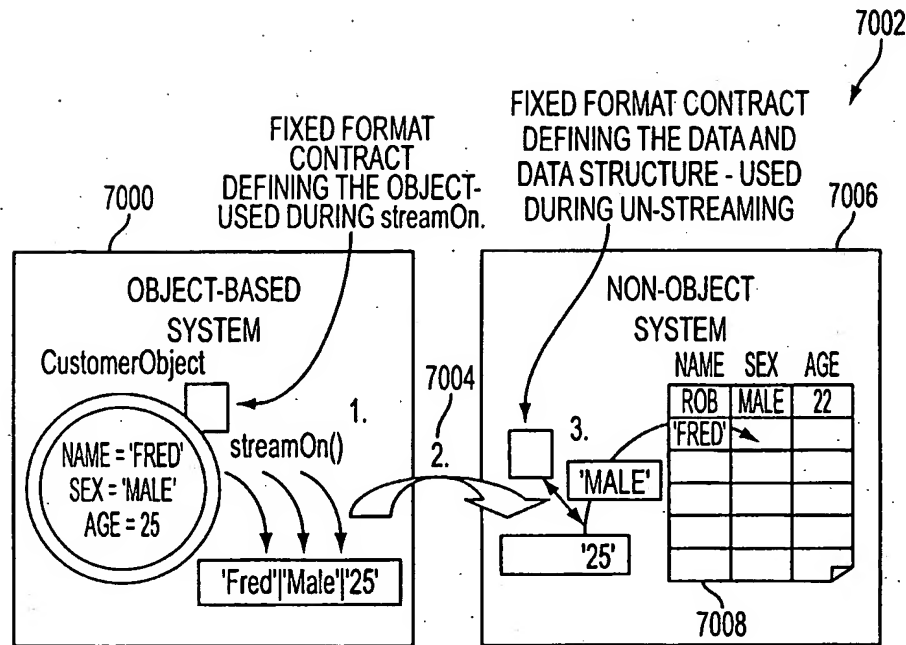 7002
FIXED FORMAT
CONTRACT
DEFINING THE OBJECT-
USED DURING streamOn.
FIXED FORMAT CONTRACT
DEFINING THE DATA AND
DATA STRUCTURE - USED
DURING UN-STREAMING
7000
7006
OBJECT-BASED
SYSTEM
CustomerObject
NAME = 'FRED'
SEX = 'MALE'
AGE = 25
1.
streamOn()
'Fred'|'Male'|'25'
7004
2.
NON-OBJECT
SYSTEM
3.
'MALE'
'25'
NAME SEX AGE
ROB MALE 22
'FRED'
7008